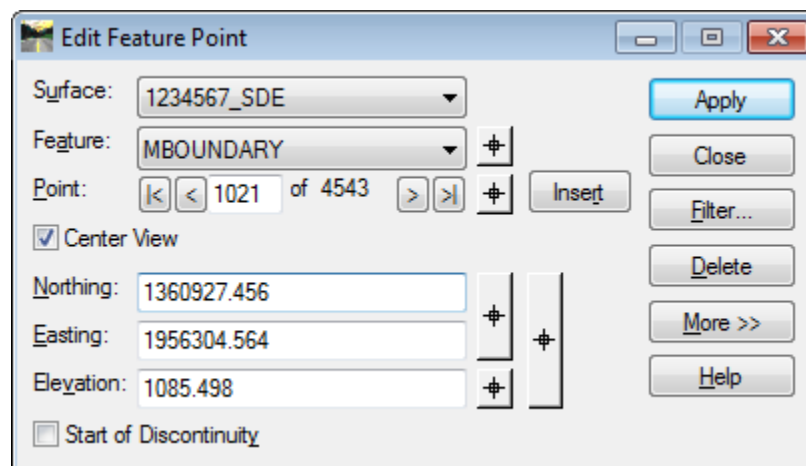 Edit Feature Point
Surface: 1234567_SDE Apply
Feature: MBOUNDARY Close
Point: |< < 1021 of 4543 > >| Insert Filter...
Center View
Delete
Northing: 1360927.456
Easting: 1956304.564 More >>
Elevation: 1085.498 Help
Start of Discontinuity